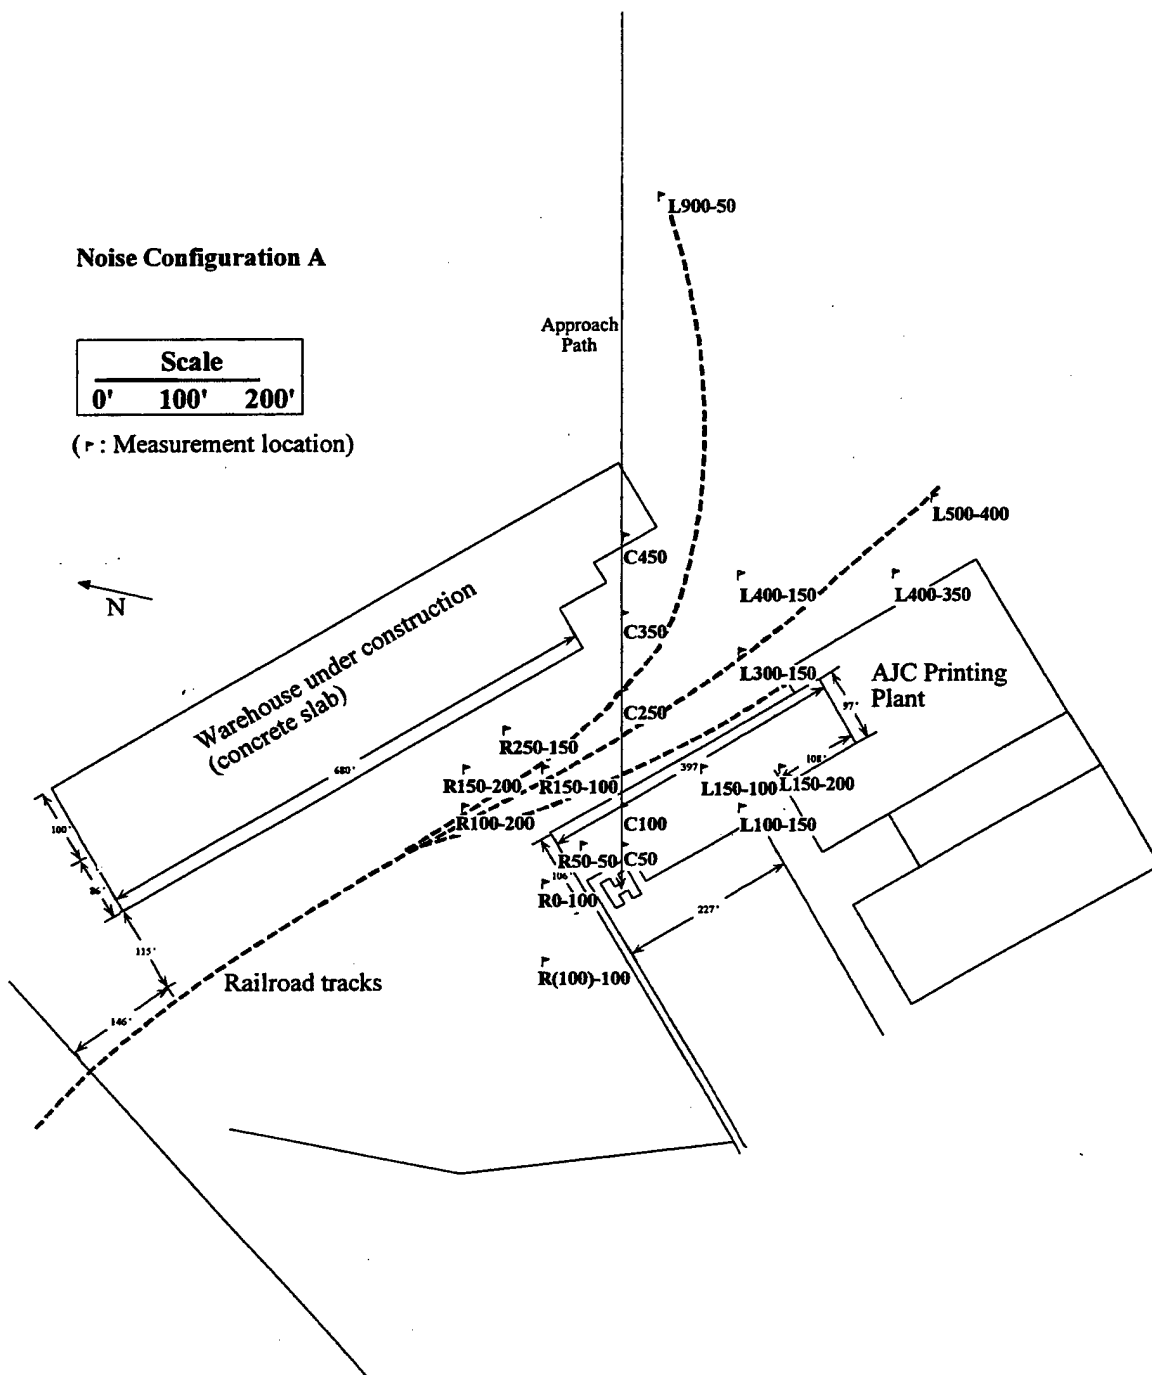 L900-50
Noise Configuration A
Approach
Path
Scale
0' 100' 200'
( : Measurement location)
L500-400
C450
N
L400-150
L400-350
Warehouse under construction
(concrete slab)
C350
L300-150
AJC Printing
Plant
97'
C250
R250-150
680'
397'
108'
R150-200
R150-100
L150-100
L150-200
100'
R100-200
C100
L100-150
R50-50
C50
106'
86'
R0-100
227'
115'
R(100)-100
Railroad tracks
146'
H